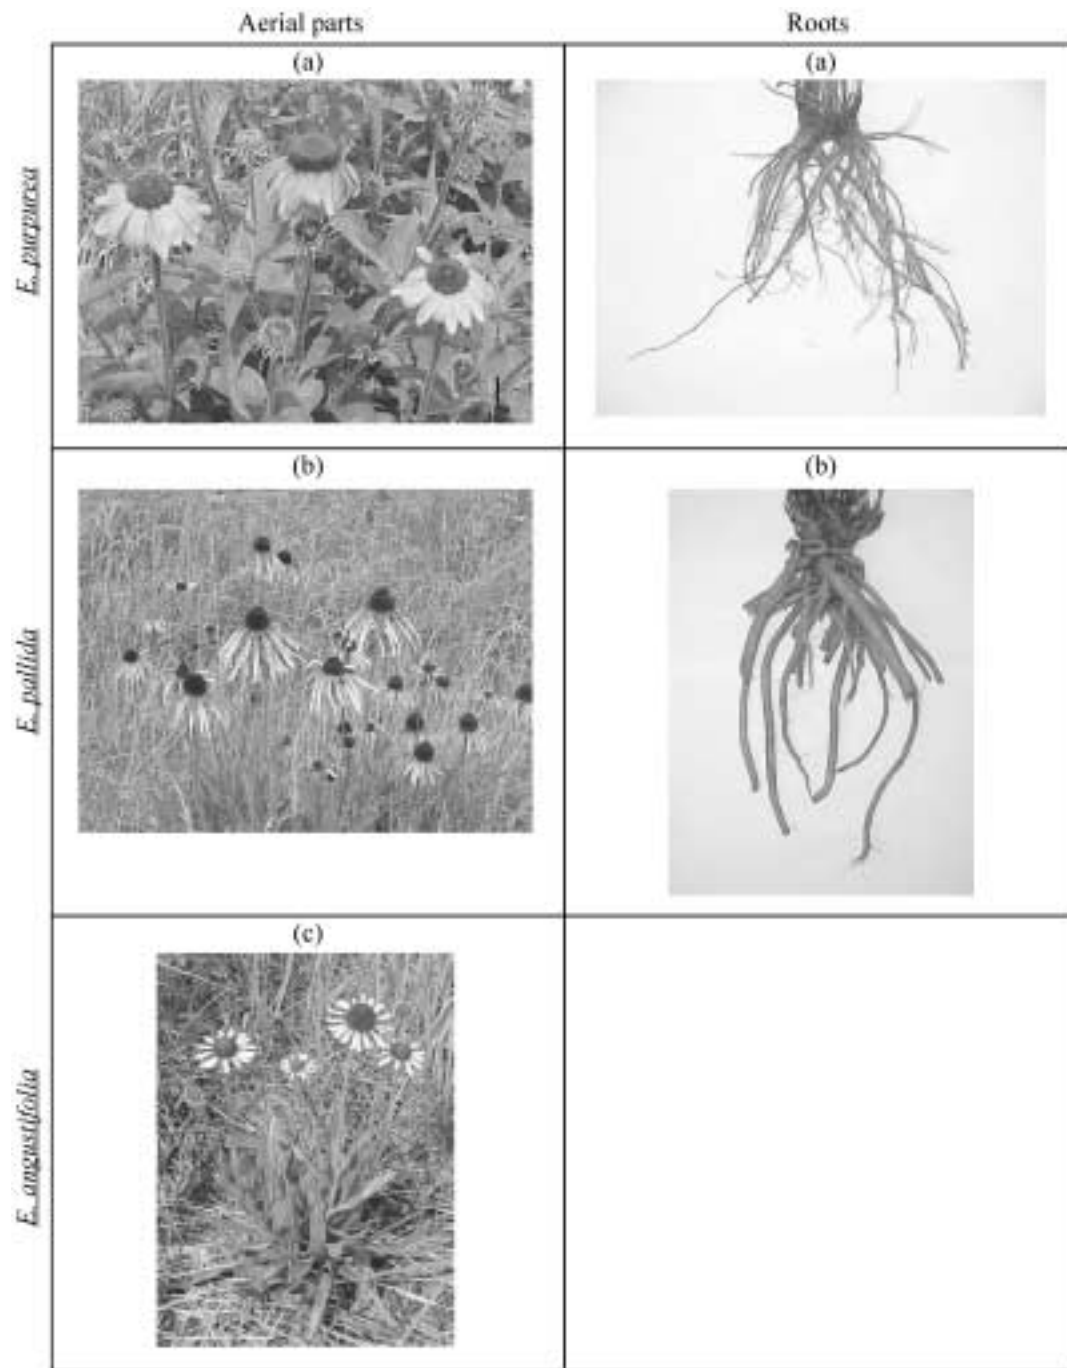 Aerial parts
Roots
E. purpurea
(a)
(a)
E. pallida
(b)
(b)
E. angustifolia
(c)